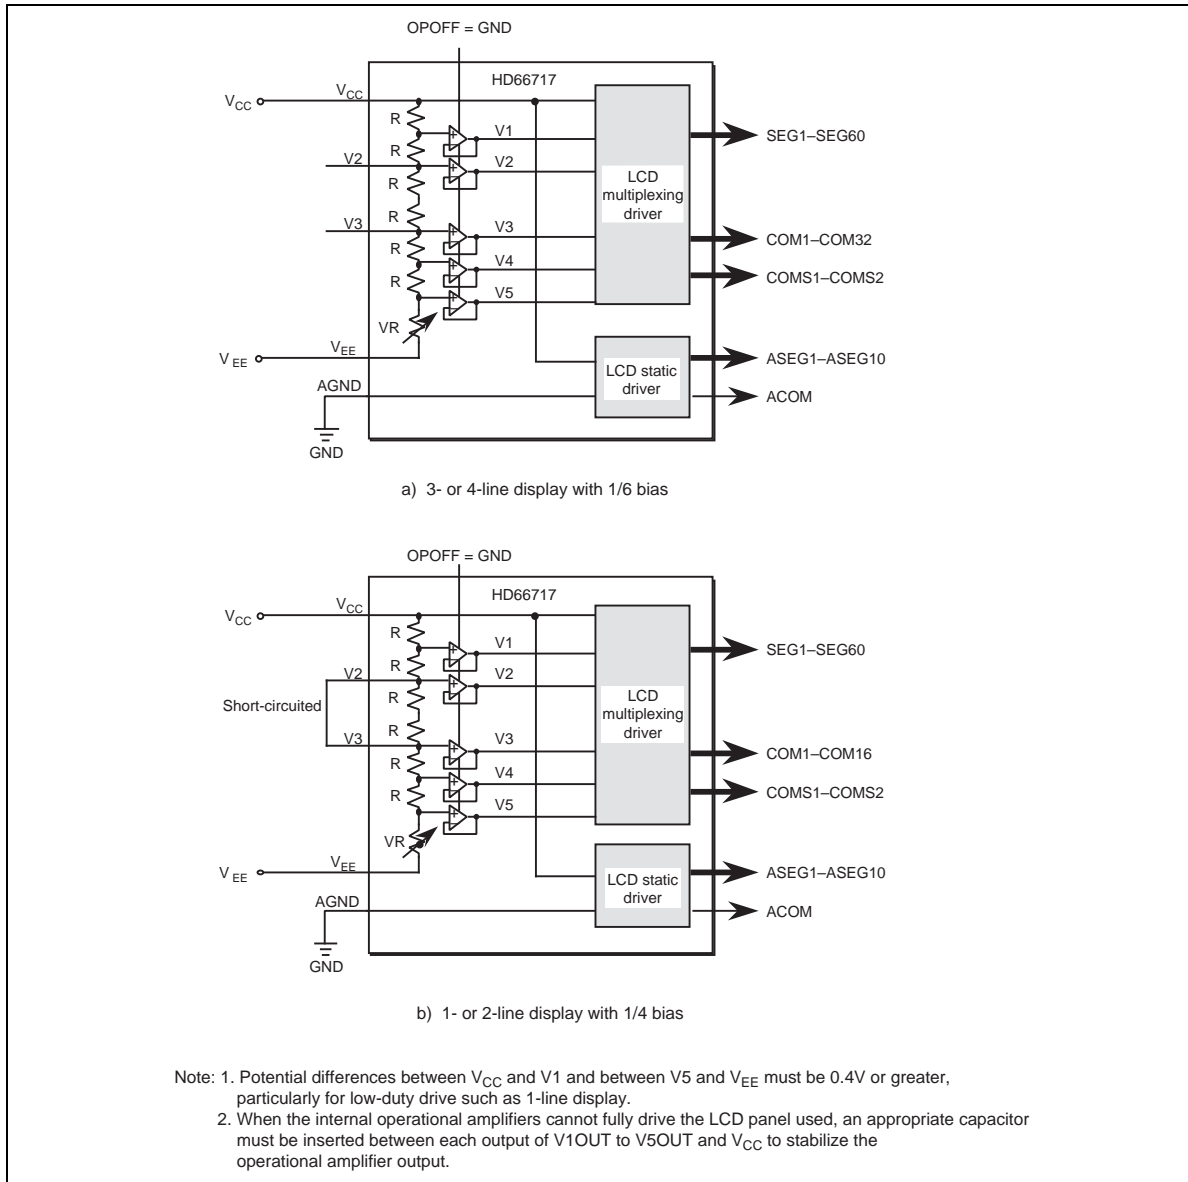 OPOFF = GND
HD66717
VCC
VCC
R
V1
SEG1–SEG60
R
V2
V2
R
LCD
multiplexing
driver
R
V3
V3
COM1–COM32
R
V4
COMS1–COMS2
R
V5
VR
VEE
VEE
LCD static
driver
ASEG1–ASEG10
AGND
ACOM
GND
a) 3- or 4-line display with 1/6 bias
OPOFF = GND
HD66717
VCC
VCC
R
V1
SEG1–SEG60
R
V2
V2
R
Short-circuited
LCD
multiplexing
driver
R
V3
V3
COM1–COM16
R
V4
COMS1–COMS2
R
V5
VR
VEE
VEE
LCD static
driver
ASEG1–ASEG10
AGND
ACOM
GND
b) 1- or 2-line display with 1/4 bias
Note: 1. Potential differences between VCC and V1 and between V5 and VEE must be 0.4V or greater,
particularly for low-duty drive such as 1-line display.
2. When the internal operational amplifiers cannot fully drive the LCD panel used, an appropriate capacitor
must be inserted between each output of V1OUT to V5OUT and VCC to stabilize the
operational amplifier output.